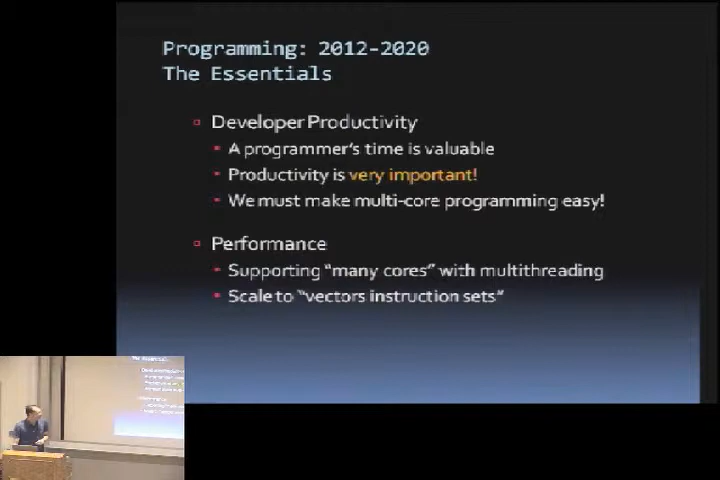 Programming: 2012-2020
The Essentials
Developer Productivity
A programmer's time is valuable
Productivity is very important!
We must make multi-core programming easy!
Performance
Supporting "many cores" with multithreading
Scale to "vectors instruction sets"